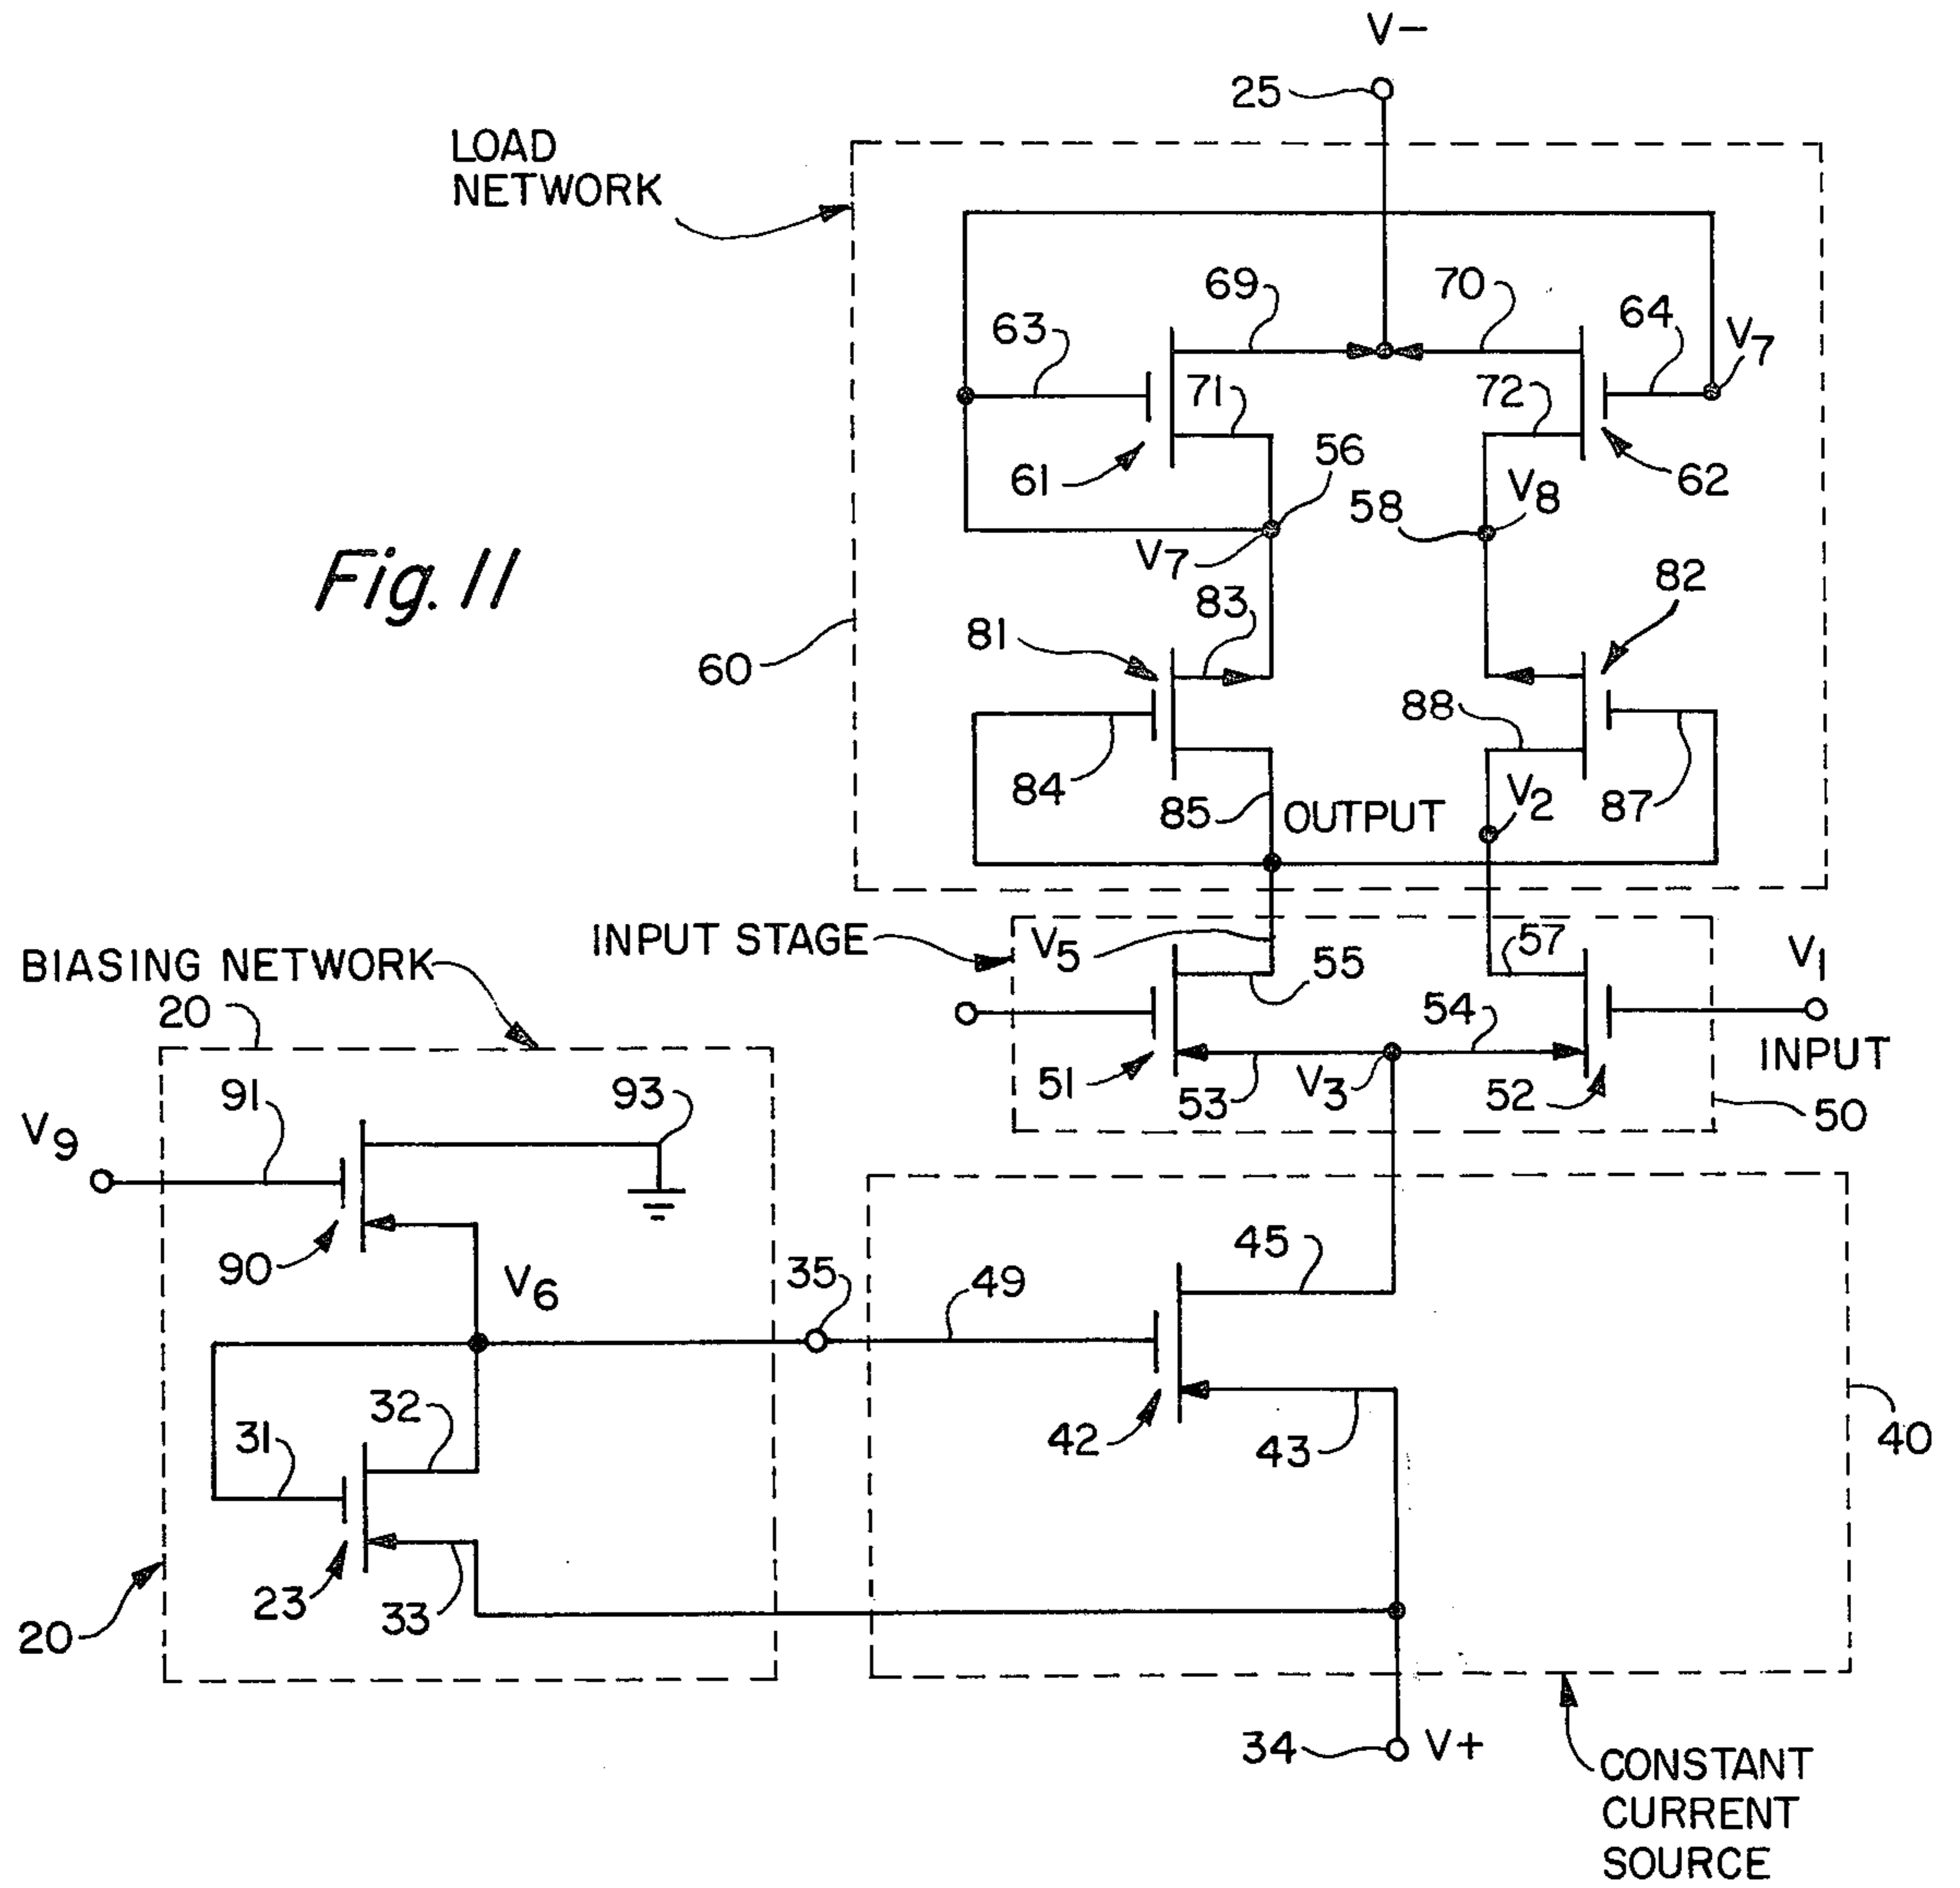 V−
25
LOAD
NETWORK
69
70
63
64
V7
71
72
61
56
62
58
V8
V7
Fig. 11
83
82
81
60
88
84
85
OUTPUT
V2
87
INPUT STAGE
V5
57
V1
BIASING NETWORK
55
20
54
INPUT
91
93
51
53
V3
52
50
V9
90
45
V6
35
49
32
31
42
43
40
23
33
20
34
V+
CONSTANT
CURRENT
SOURCE